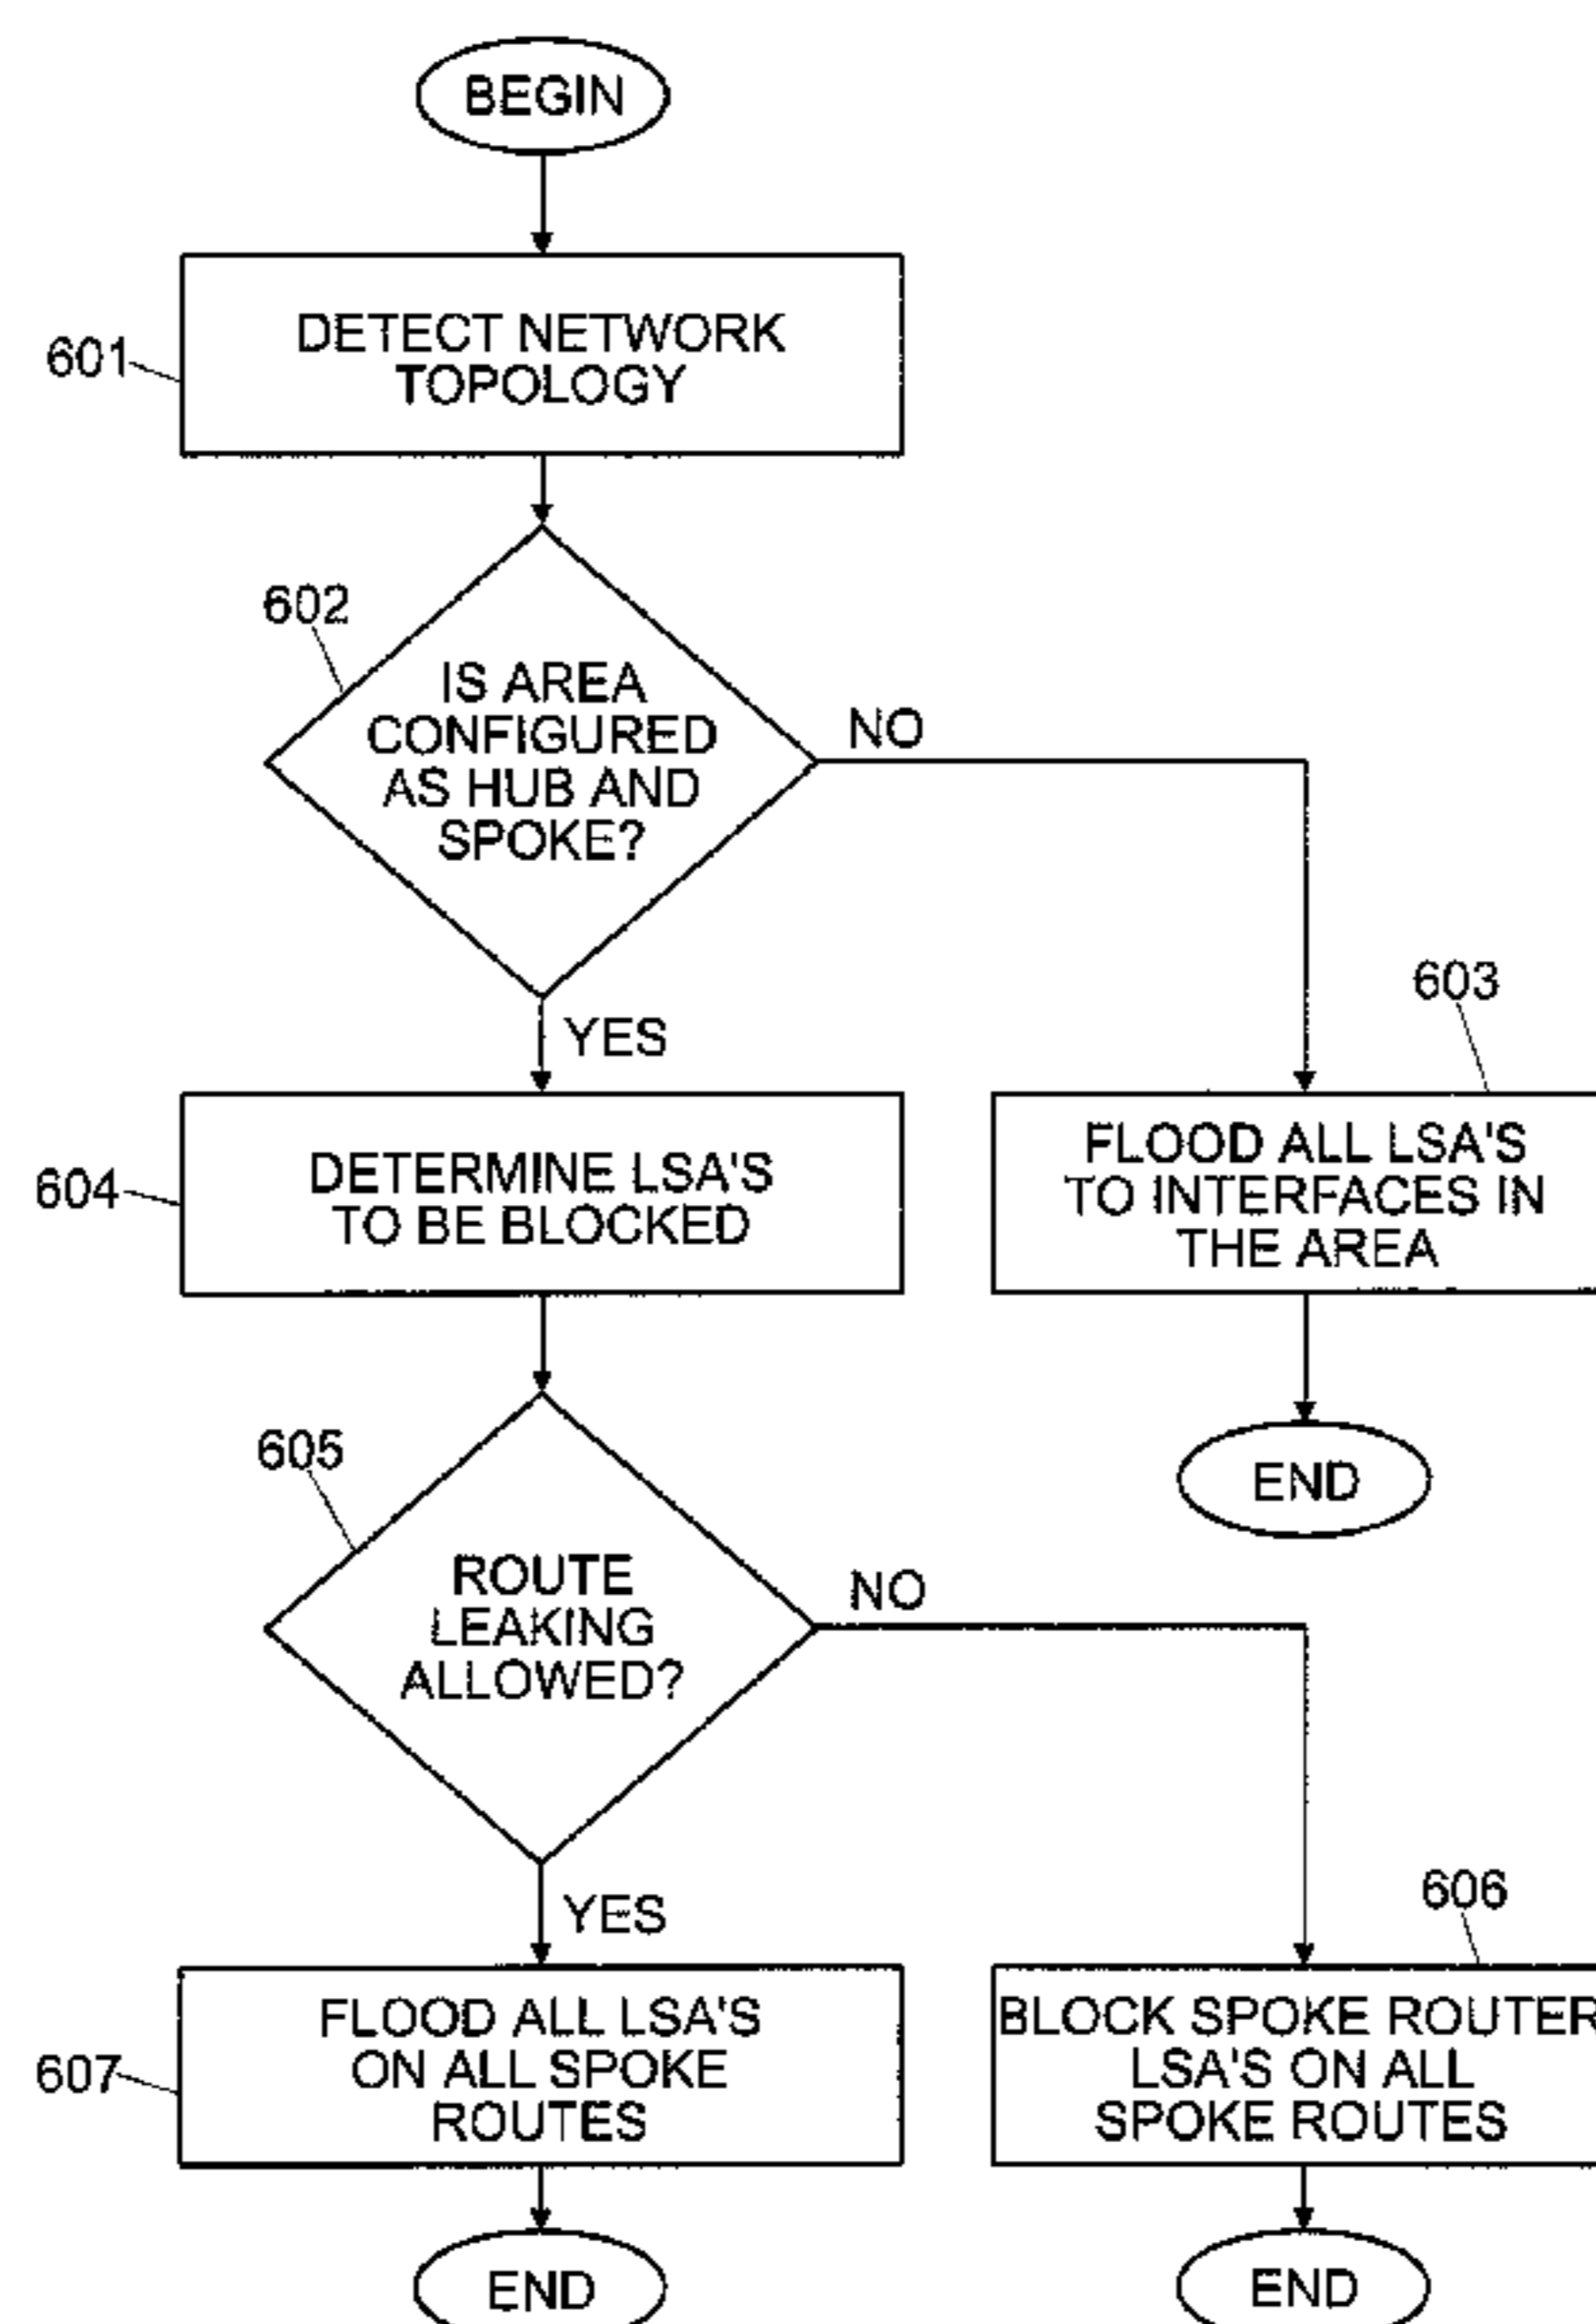 BEGIN
601
DETECT NETWORK
TOPOLOGY
602
IS AREA
CONFIGURED
AS HUB AND
SPOKE?
NO
YES
603
604
DETERMINE LSA'S
TO BE BLOCKED
FLOOD ALL LSA'S
TO INTERFACES IN
THE AREA
END
605
ROUTE
LEAKING
ALLOWED?
NO
YES
606
607
FLOOD ALL LSA'S
ON ALL SPOKE
ROUTES
BLOCK SPOKE ROUTER
LSA'S ON ALL
SPOKE ROUTES
END
END